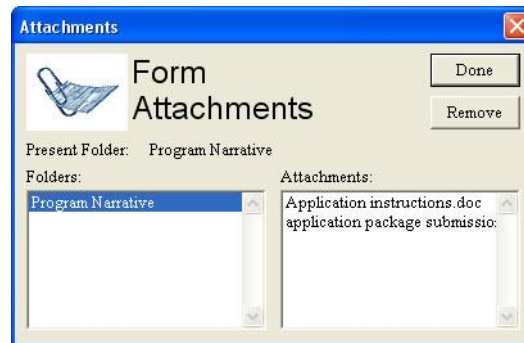 Attachments
Form
Attachments
Done
Remove
Present Folder: Program Narrative
Folders:
Attachments:
Program Narrative
Application instructions.doc
application package submissio